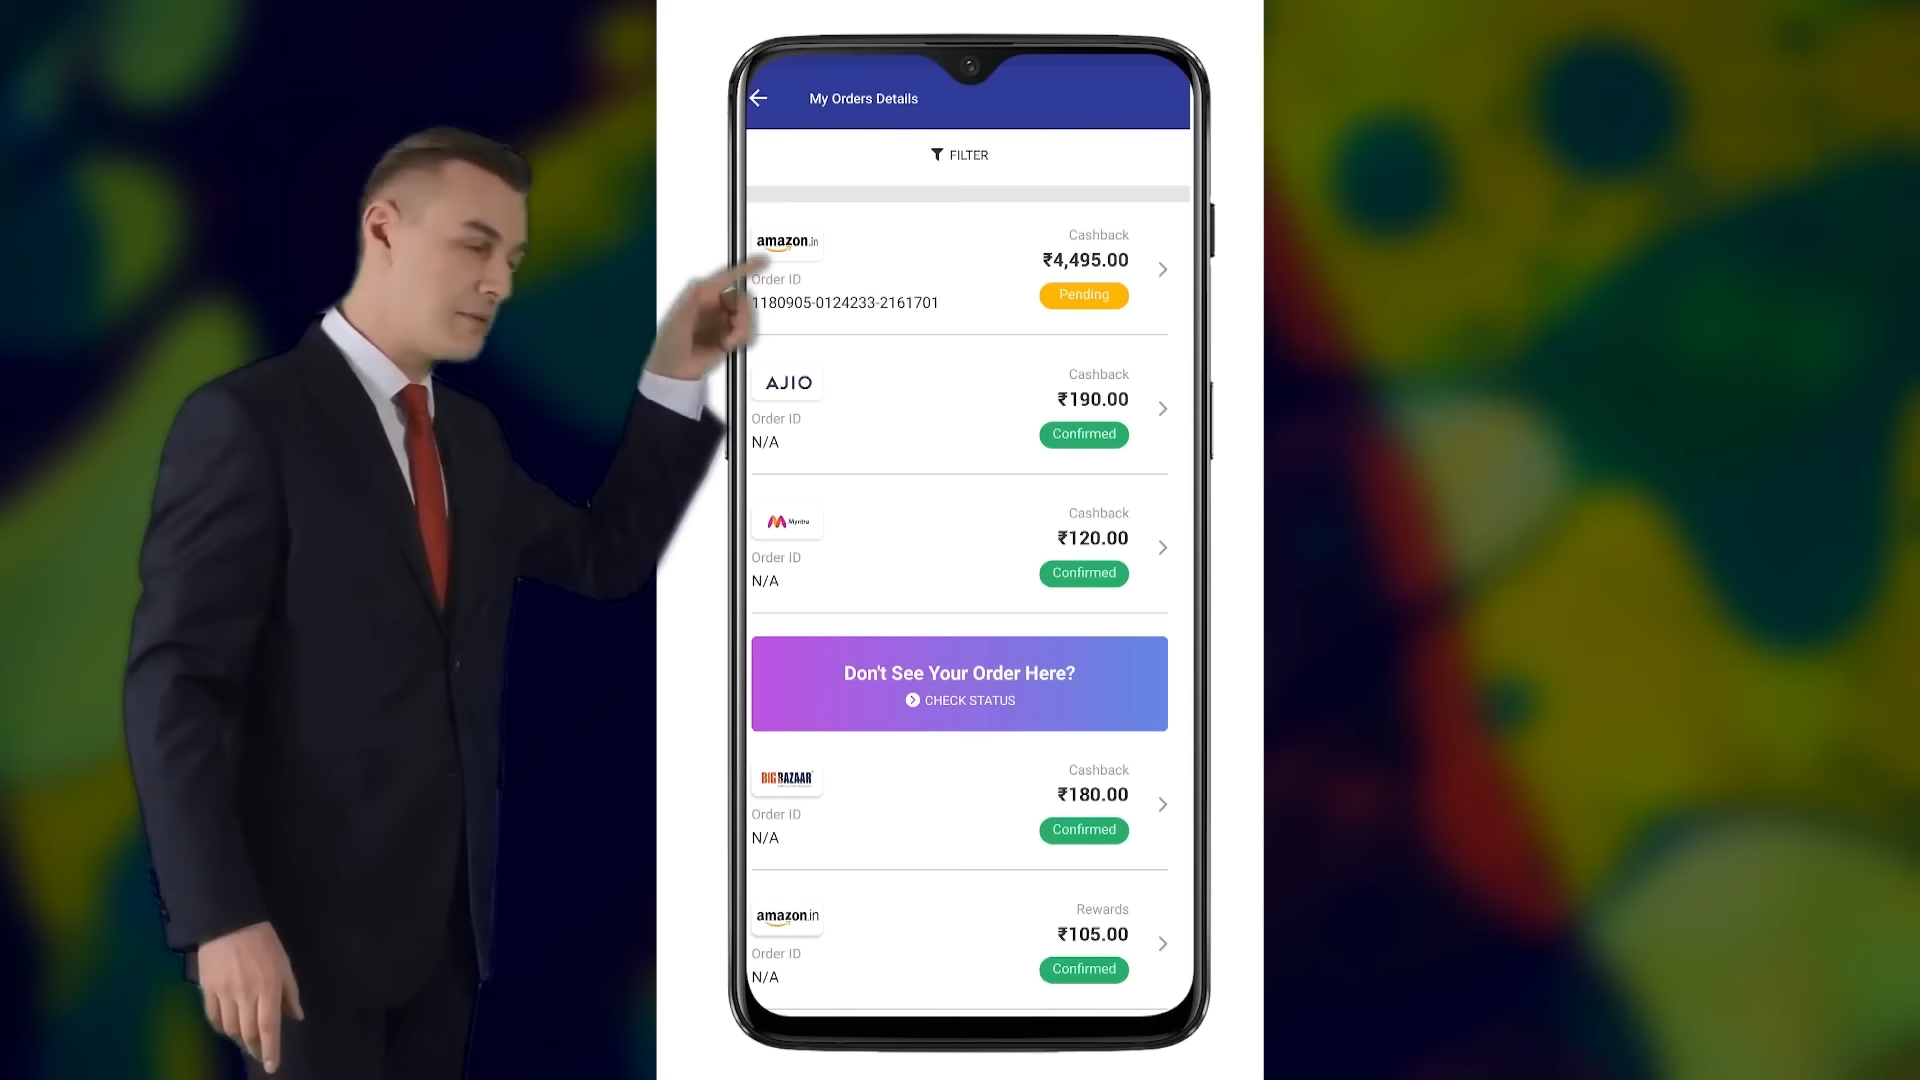 My Orders Details
FILTER
amazon.in
Cashback
₹4,495.00
Order ID
Pending
1180905-0124233-2161701
AJIO
Cashback
₹190.00
Order ID
Confirmed
N/A
Myntra
Cashback
₹120.00
Order ID
Confirmed
N/A
Don't See Your Order Here?
CHECK STATUS
BIG BAZAAR
Cashback
₹180.00
Order ID
Confirmed
N/A
amazon.in
Rewards
₹105.00
Order ID
Confirmed
N/A